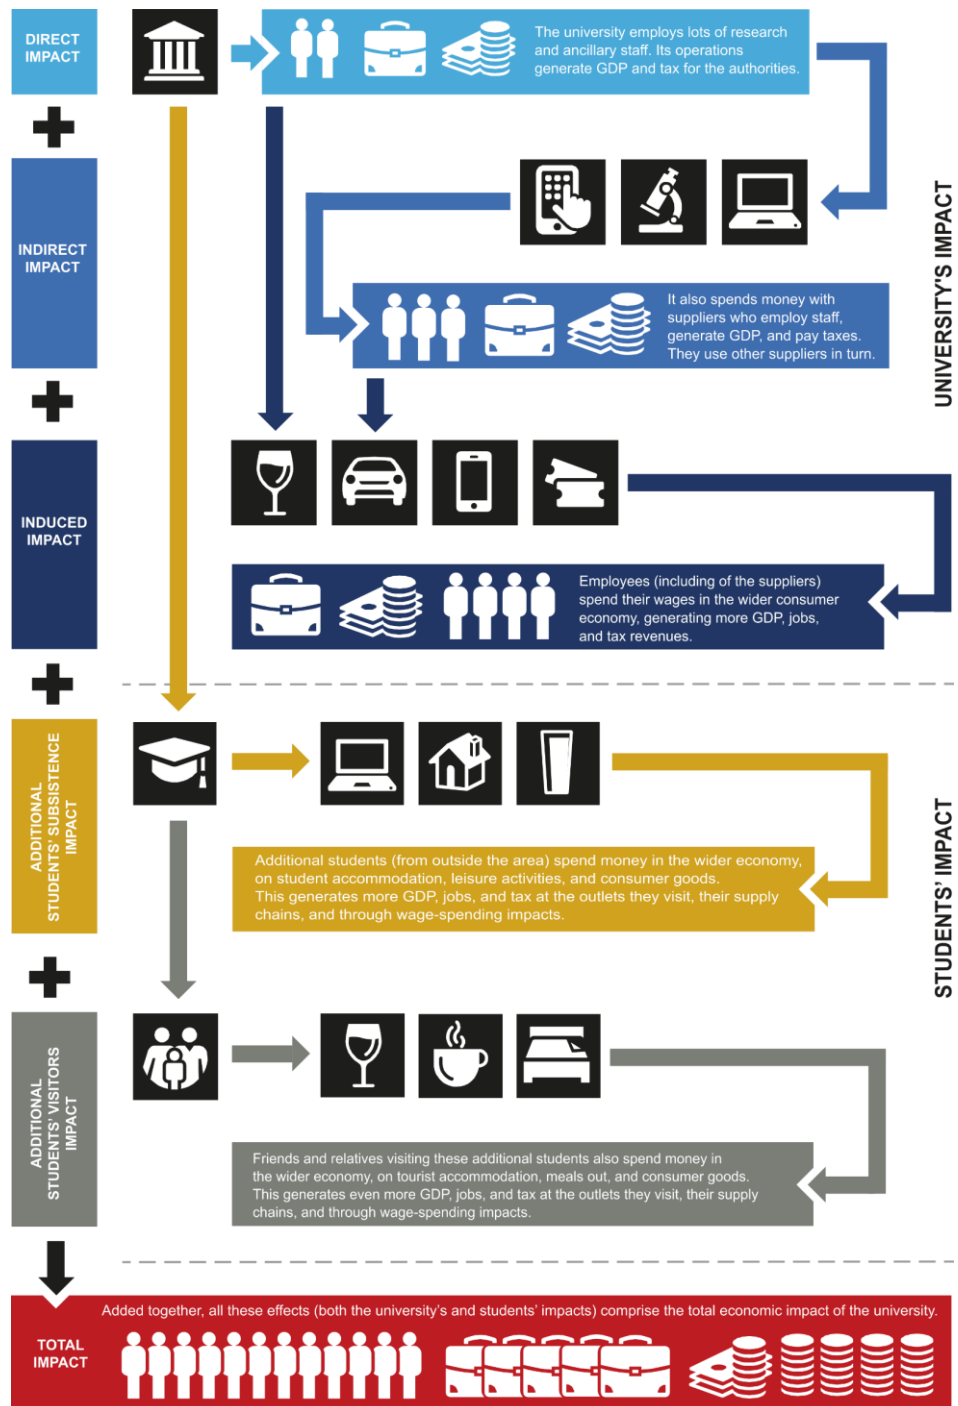 DIRECT
IMPACT
The university employs lots of research
and ancillary staff. Its operations
generate GDP and tax for the authorities.
INDIRECT
IMPACT
It also spends money with
suppliers who employ staff,
generate GDP, and pay taxes.
They use other suppliers in turn.
UNIVERSITY'S IMPACT
INDUCED
IMPACT
Employees (including of the suppliers)
spend their wages in the wider consumer
economy, generating more GDP, jobs,
and tax revenues.
ADDITIONAL
STUDENTS' SUBSISTENCE
IMPACT
Additional students (from outside the area) spend money in the wider economy,
on student accommodation, leisure activities, and consumer goods.
This generates more GDP, jobs, and tax at the outlets they visit, their supply
chains, and through wage-spending impacts.
STUDENTS' IMPACT
ADDITIONAL
STUDENTS' VISITORS
IMPACT
Friends and relatives visiting these additional students also spend money in
the wider economy, on tourist accommodation, meals out, and consumer goods.
This generates even more GDP, jobs, and tax at the outlets they visit, their supply
chains, and through wage-spending impacts.
Added together, all these effects (both the university's and students' impacts) comprise the total economic impact of the university.
TOTAL
IMPACT